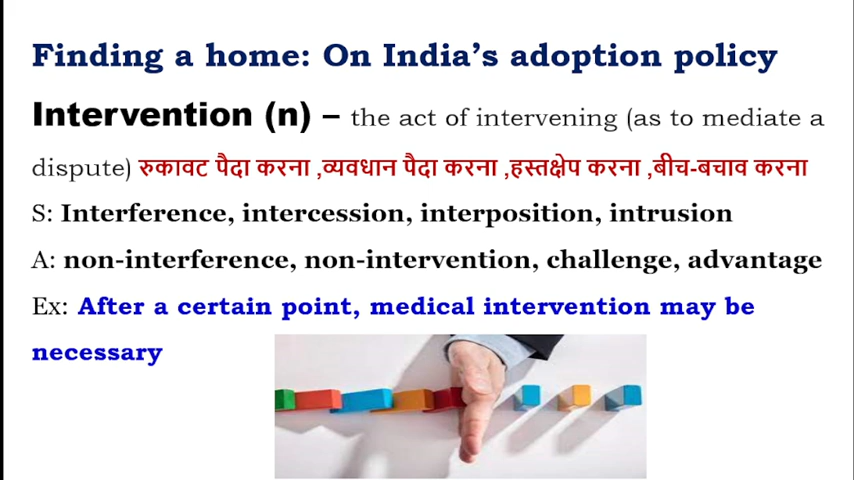 Finding a home: On India's adoption policy
Intervention (n) – the act of intervening (as to mediate a
dispute) रुकावट पैदा करना ,व्यवधान पैदा करना ,हस्तक्षेप करना ,बीच-बचाव करना
S: Interference, intercession, interposition, intrusion
A: non-interference, non-intervention, challenge, advantage
Ex: After a certain point, medical intervention may be
necessary